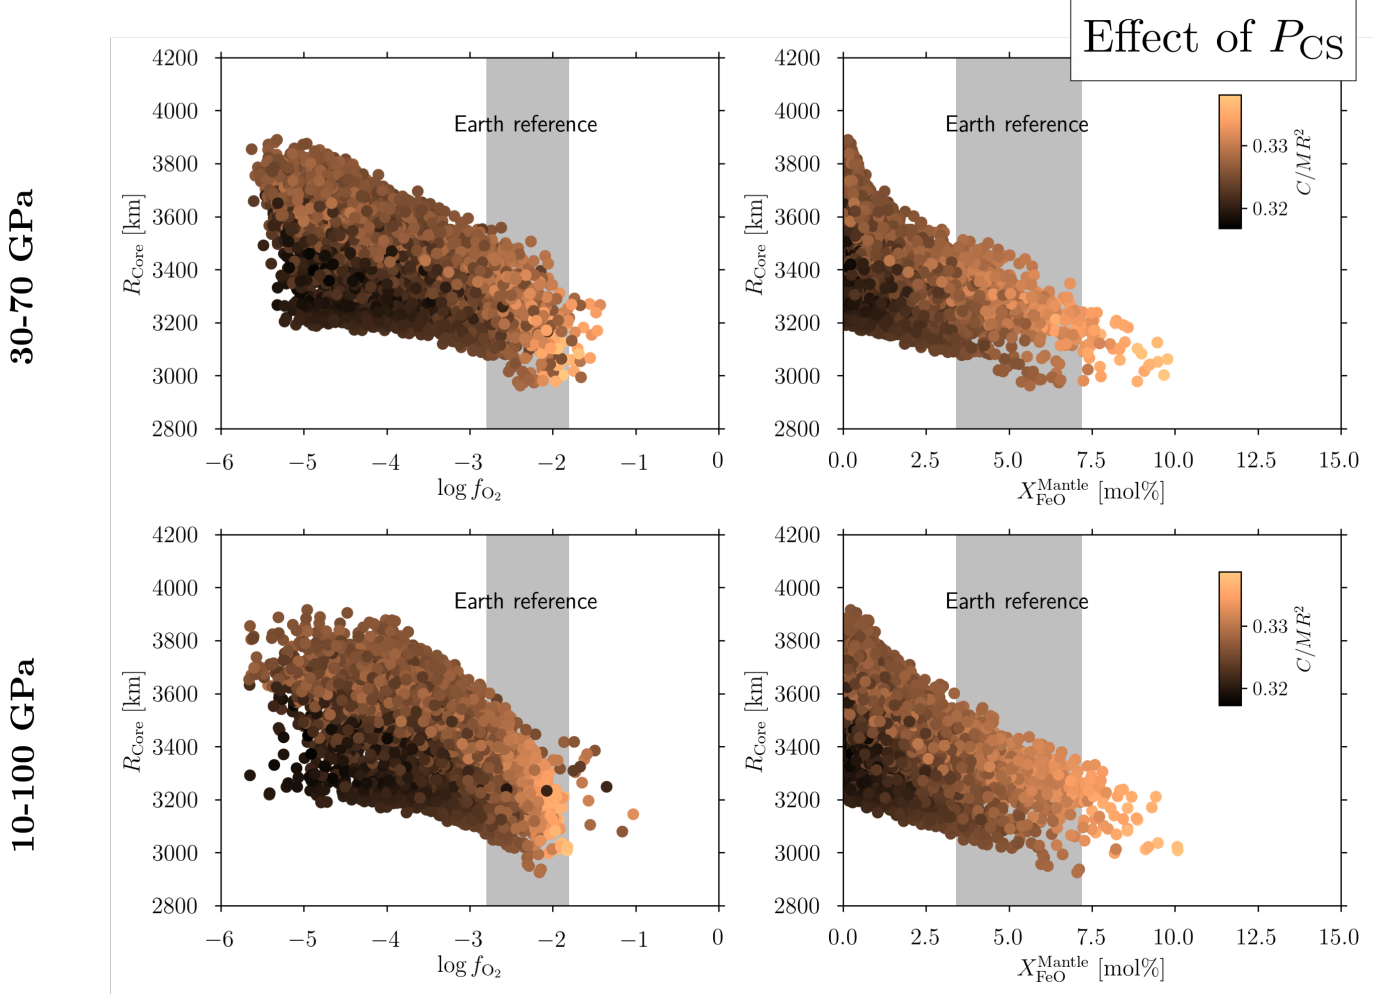 Effect of P_CS
30-70 GPa
4200
4000
3800
3600
3400
3200
3000
2800
R_Core [km]
Earth reference
−6 −5 −4 −3 −2 −1 0
log f_O2
4200
4000
3800
3600
3400
3200
3000
2800
R_Core [km]
Earth reference
0.33
0.32
C/MR²
0.0 2.5 5.0 7.5 10.0 12.5 15.0
X_FeO^Mantle [mol%]
10-100 GPa
4200
4000
3800
3600
3400
3200
3000
2800
R_Core [km]
Earth reference
−6 −5 −4 −3 −2 −1 0
log f_O2
4200
4000
3800
3600
3400
3200
3000
2800
R_Core [km]
Earth reference
0.33
0.32
C/MR²
0.0 2.5 5.0 7.5 10.0 12.5 15.0
X_FeO^Mantle [mol%]